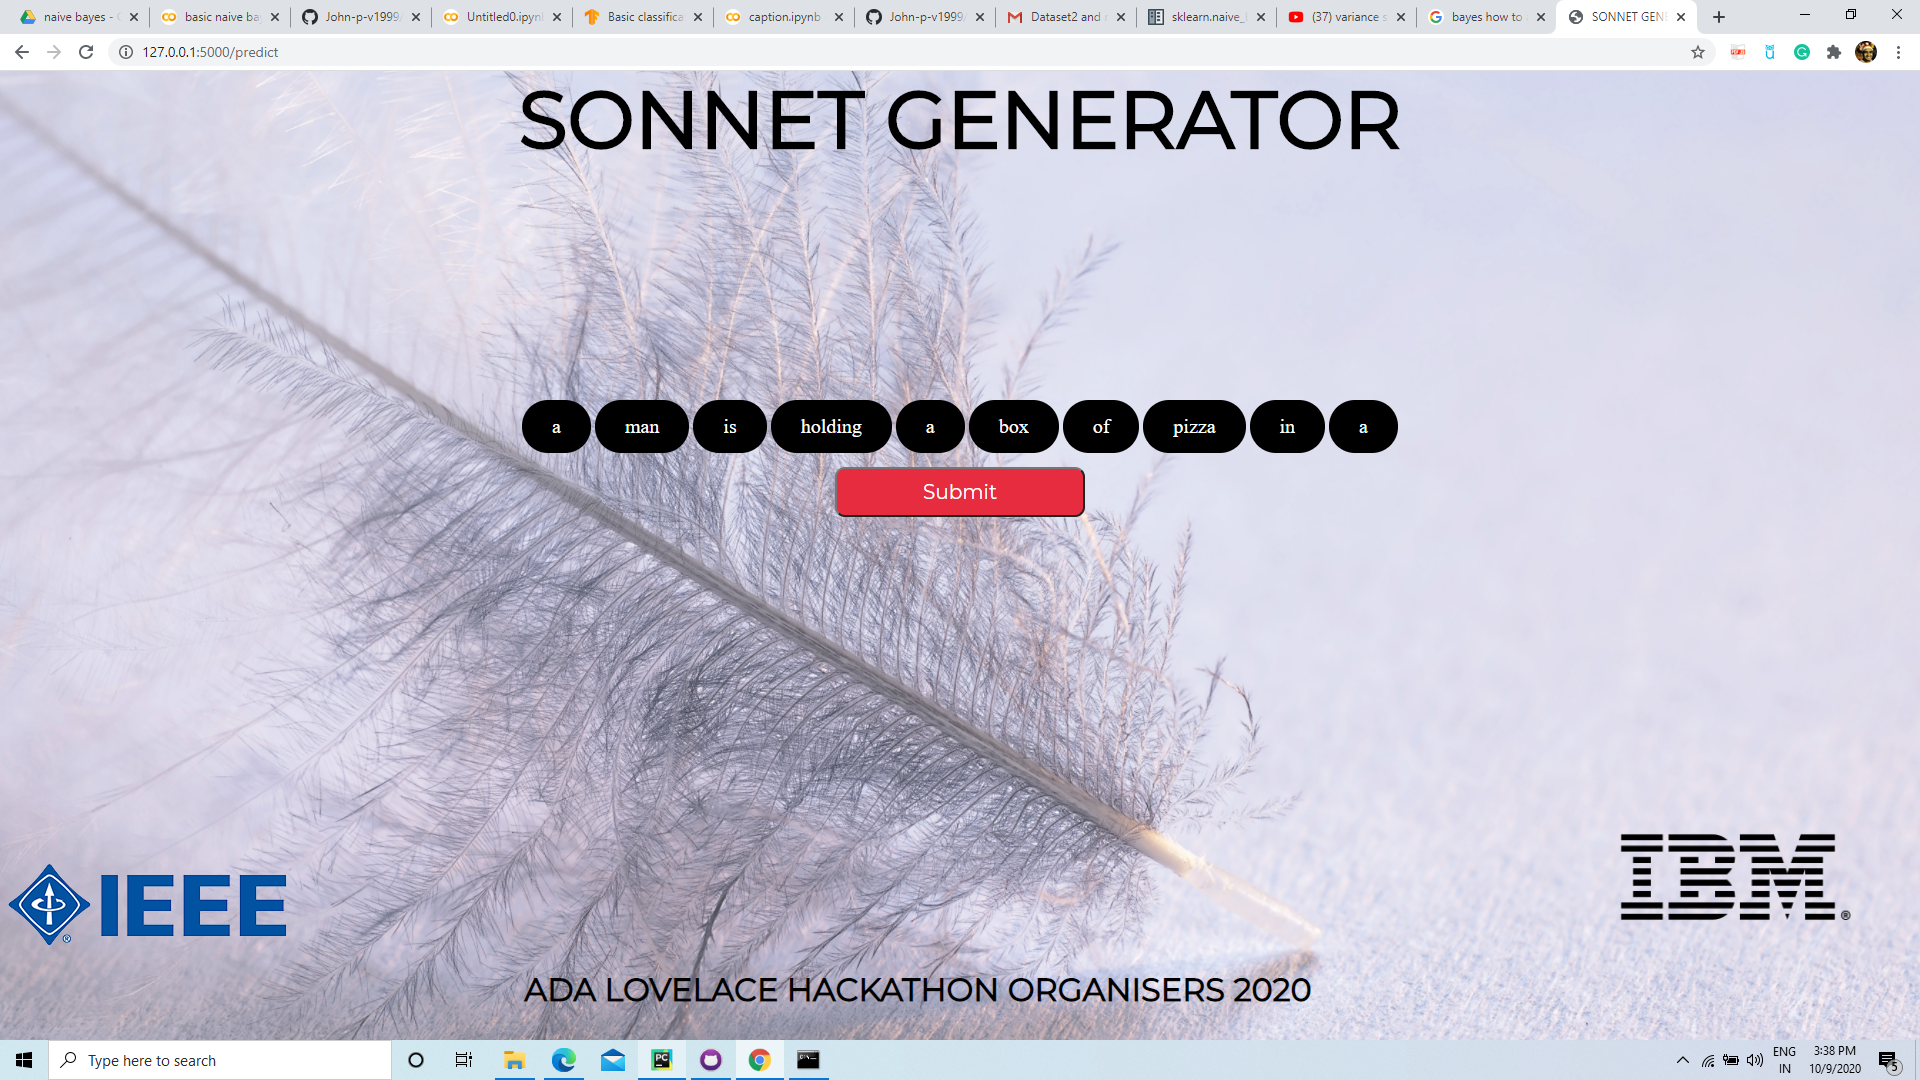 naive bayes - G
basic naive ba
John-p-v1999
Untitled0.ipyn
Basic classifica
caption.ipynb
John-p-v1999
Dataset2 and
sklearn.naive_
(37) variance s
bayes how to
SONNET GEN
127.0.0.1:5000/predict
SONNET GENERATOR
a man is holding a box of pizza in a
Submit
IEEE
IBM
ADA LOVELACE HACKATHON ORGANISERS 2020
Type here to search
ENG
IN
3:38 PM
10/9/2020
5